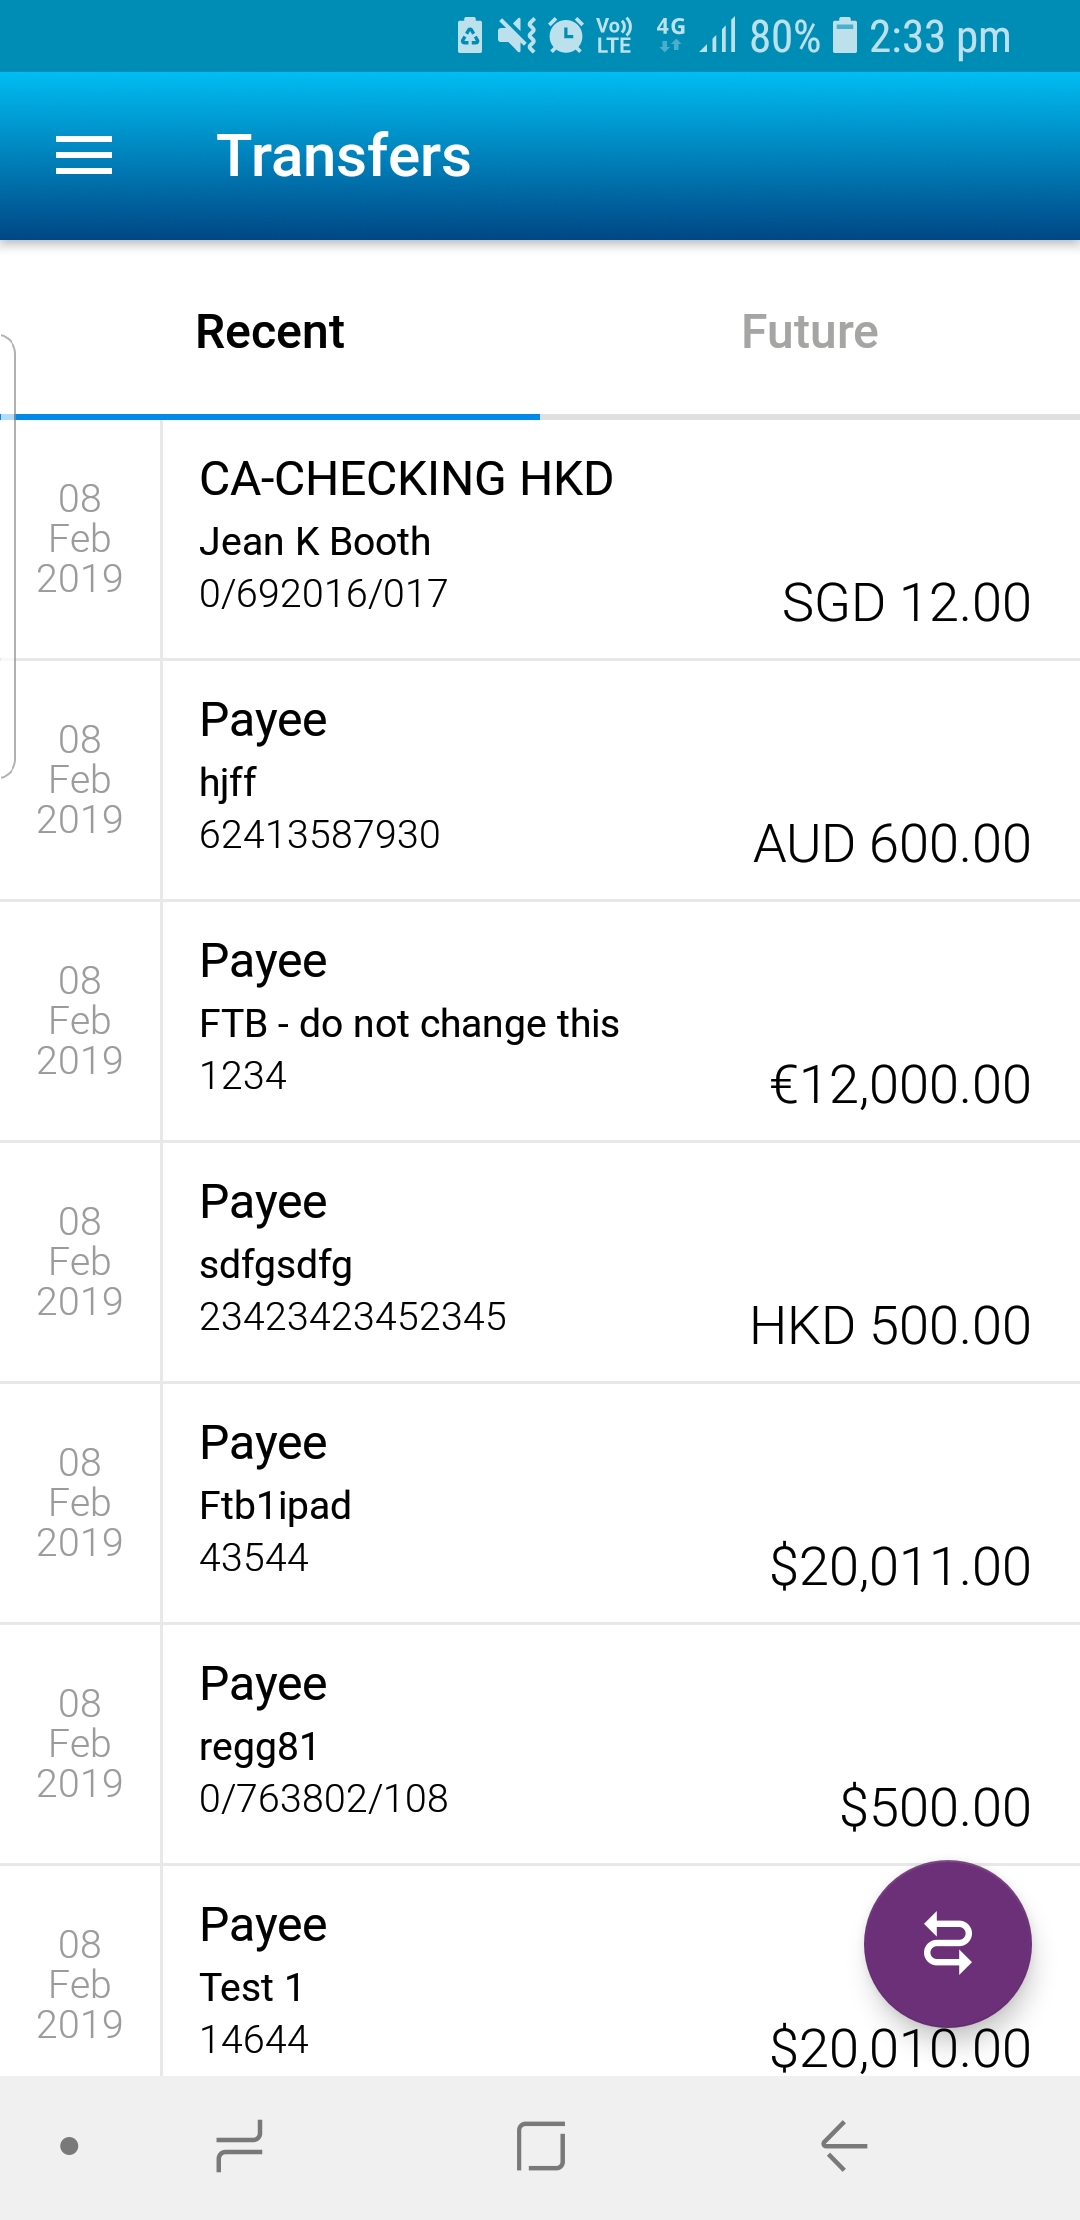 Vo)) LTE 4G 80% 2:33 pm
Transfers
Recent Future
08 Feb 2019
CA-CHECKING HKD
Jean K Booth
0/692016/017
SGD 12.00
08 Feb 2019
Payee
hjff
62413587930
AUD 600.00
08 Feb 2019
Payee
FTB - do not change this
1234
€12,000.00
08 Feb 2019
Payee
sdfgsdfg
23423423452345
HKD 500.00
08 Feb 2019
Payee
Ftb1ipad
43544
$20,011.00
08 Feb 2019
Payee
regg81
0/763802/108
$500.00
08 Feb 2019
Payee
Test 1
14644
$20,010.00